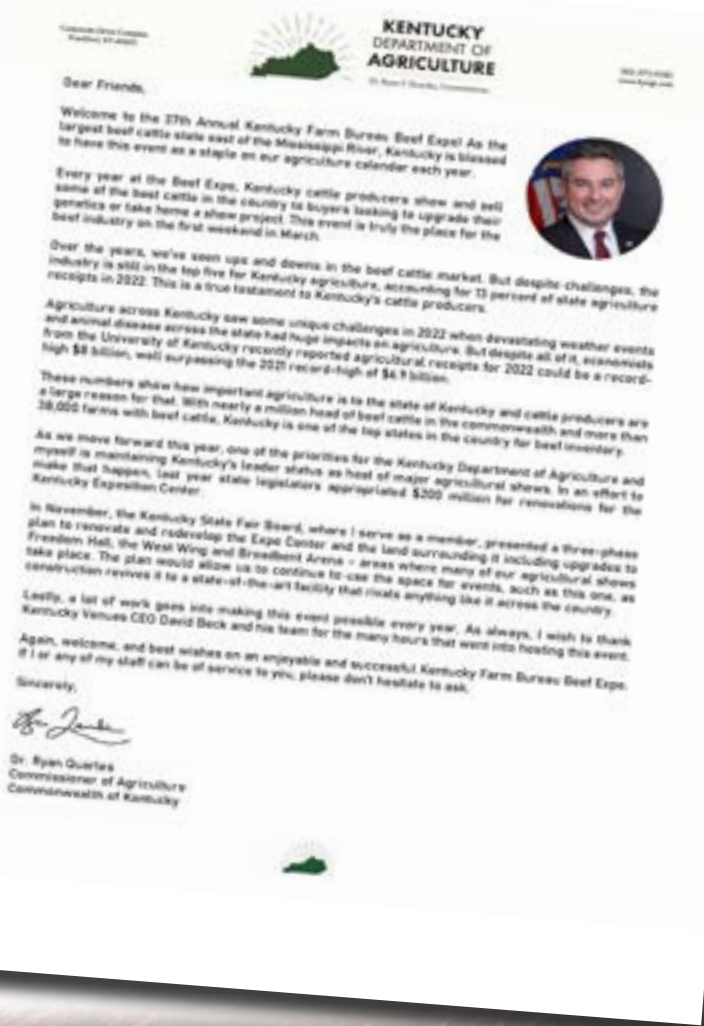 Corporate Drive Complex
Frankfort, KY 40601
KENTUCKY
DEPARTMENT OF
AGRICULTURE
Dr. Ryan F. Quarles, Commissioner
Dear Friends,
Welcome to the 37th Annual Kentucky Farm Bureau Beef Expo! As the
largest beef cattle state east of the Mississippi River, Kentucky is blessed
to have this event as a staple on our agriculture calendar each year.
Every year at the Beef Expo, Kentucky cattle producers show and sell
some of the best cattle in the country to buyers looking to upgrade their
genetics or take home a show project. This event is truly the place for the
beef industry on the first weekend in March.
Over the years, we've seen ups and downs in the beef cattle market. But despite challenges, the
industry is still in the top five for Kentucky agriculture, accounting for 13 percent of state agriculture
receipts in 2022. This is a true testament to Kentucky's cattle producers.
Agriculture across Kentucky saw some unique challenges in 2022 when devastating weather events
and animal disease across the state had huge impacts on agriculture. But despite all of it, economists
from the University of Kentucky recently reported agricultural receipts for 2022 could be a record-
high $8 billion, well surpassing the 2021 record-high of $6.9 billion.
These numbers show how important agriculture is to the state of Kentucky and cattle producers are
a large reason for that. With nearly a million head of beef cattle in the commonwealth and more than
38,000 farms with beef cattle, Kentucky is one of the top states in the country for beef inventory.
As we move forward this year, one of the priorities for the Kentucky Department of Agriculture and
myself is maintaining Kentucky's leader status as host of major agricultural shows. In an effort to
make that happen, last year state legislators appropriated $200 million for renovations for the
Kentucky Exposition Center.
In November, the Kentucky State Fair Board, where I serve as a member, presented a three-phase
plan to renovate and redevelop the Expo Center and the land surrounding it including upgrades to
Freedom Hall, the West Wing and Broadbent Arena – areas where many of our agricultural shows
take place. The plan would allow us to continue to use the space for events, such as this one, as
construction revives it to a state-of-the-art facility that rivals anything like it across the country.
Lastly, a lot of work goes into making this event possible every year. As always, I wish to thank
Kentucky Venues CEO David Beck and his team for the many hours that went into hosting this event.
Again, welcome, and best wishes on an enjoyable and successful Kentucky Farm Bureau Beef Expo.
If I or any of my staff can be of service to you, please don't hesitate to ask.
Sincerely,
Dr. Ryan Quarles
Commissioner of Agriculture
Commonwealth of Kentucky